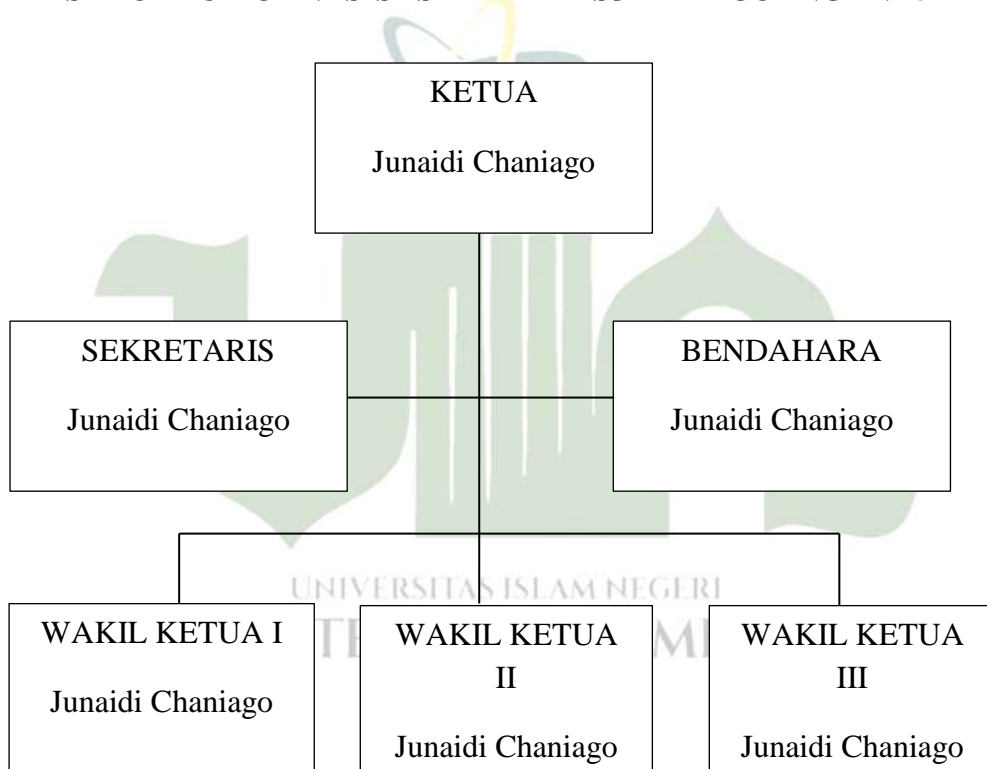 KETUA
Junaidi Chaniago
SEKRETARIS
Junaidi Chaniago
BENDAHARA
Junaidi Chaniago
UNIVERSITAS ISLAM NEGERI
WAKIL KETUA I
Junaidi Chaniago
WAKIL KETUA
II
Junaidi Chaniago
WAKIL KETUA
III
Junaidi Chaniago